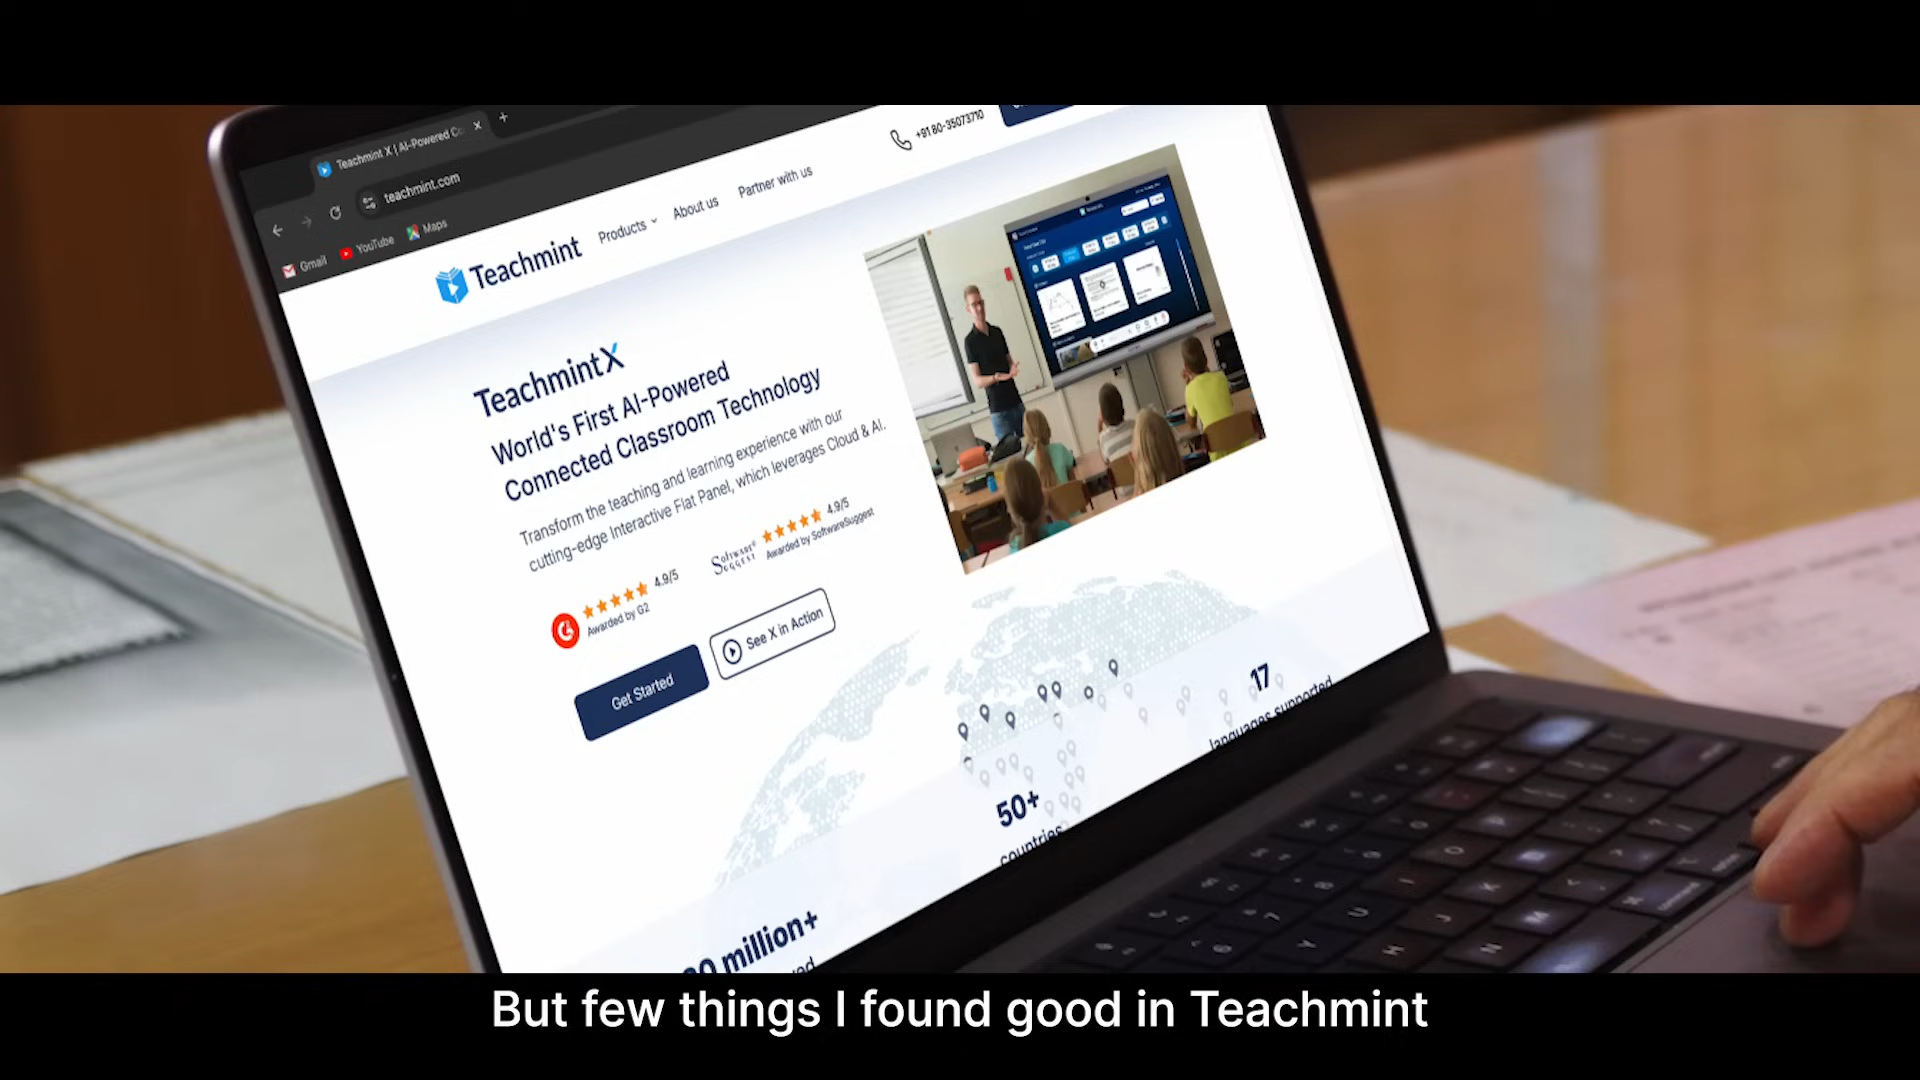 Teachmint X | AI-Powered Co
teachmint.com
Gmail
YouTube
Maps
Teachmint
Products
About us
Partner with us
+91 80-35073710
TeachmintX
World's First AI-Powered
Connected Classroom Technology
Transform the teaching and learning experience with our
cutting-edge Interactive Flat Panel, which leverages Cloud & AI.
4.9/5
Awarded by G2
Software Suggest
4.9/5
Awarded by SoftwareSuggest
Get Started
See X in Action
17
languages supported
50+
countries
million+
But few things I found good in Teachmint